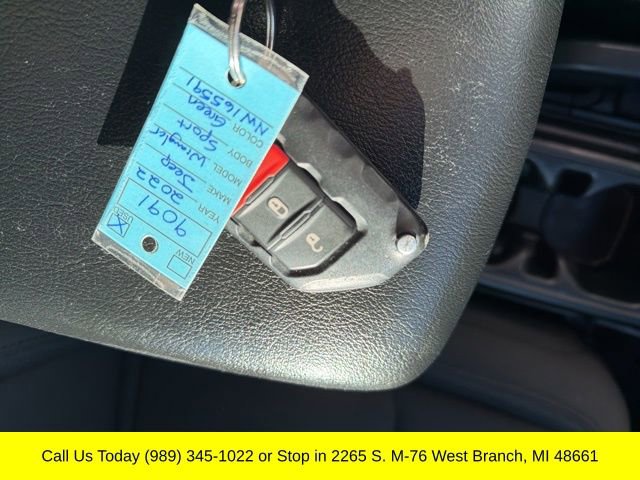 NEW
USED X
9091
YEAR 2022
MAKE Jeep
MODEL Wrangler
BODY Sport
COLOR Green
NW165591
Call Us Today (989) 345-1022 or Stop in 2265 S. M-76 West Branch, MI 48661